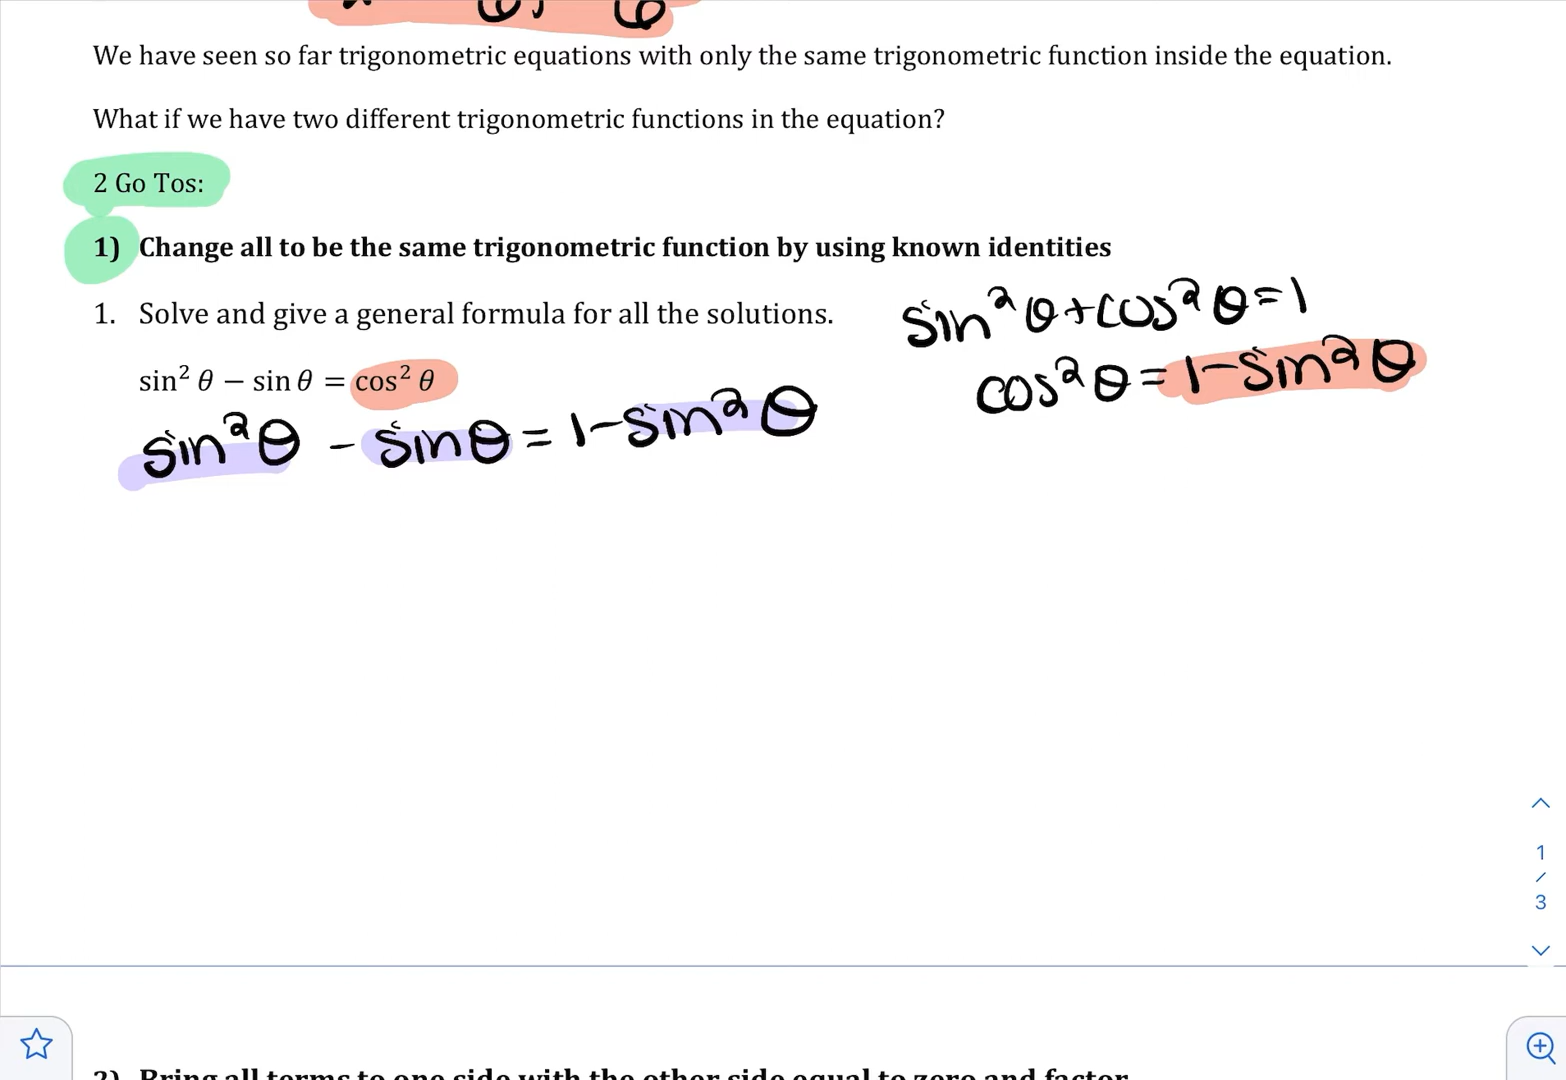 We have seen so far trigonometric equations with only the same trigonometric function inside the equation.
What if we have two different trigonometric functions in the equation?
2 Go Tos:
1) Change all to be the same trigonometric function by using known identities
1. Solve and give a general formula for all the solutions.
sin²θ+cos²θ=1
sin² θ − sin θ = cos² θ
cos²θ=1-sin²θ
sin²θ - sinθ = 1-sin²θ
1
/
3
2) Bring all terms to one side with the other side equal to zero and factor